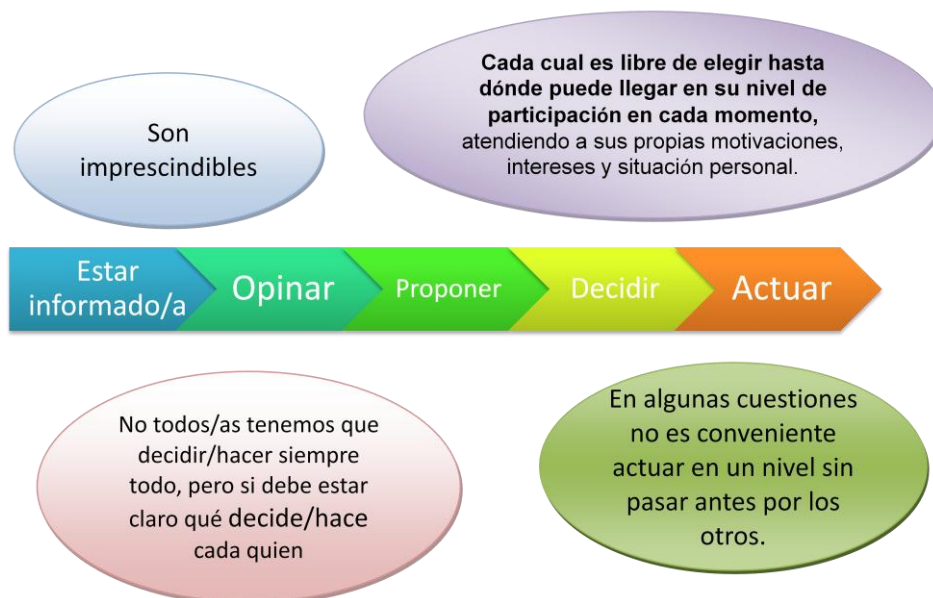 Son
imprescindibles
Cada cual es libre de elegir hasta
dónde puede llegar en su nivel de
participación en cada momento,
atendiendo a sus propias motivaciones,
intereses y situación personal.
Estar
informado/a
Opinar
Proponer
Decidir
Actuar
No todos/as tenemos que
decidir/hacer siempre
todo, pero si debe estar
claro qué decide/hace
cada quien
En algunas cuestiones
no es conveniente
actuar en un nivel sin
pasar antes por los
otros.